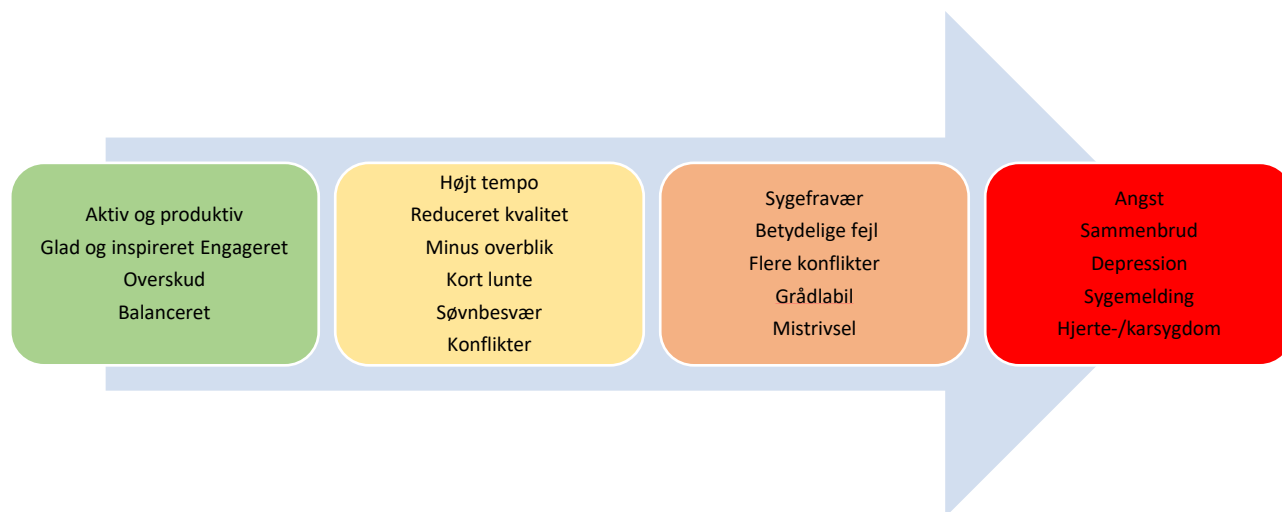 Aktiv og produktiv
Glad og inspireret Engageret
Overskud
Balanceret
Højt tempo
Reduceret kvalitet
Minus overblik
Kort lunte
Søvnbesvær
Konflikter
Sygefravær
Betydelige fejl
Flere konflikter
Grådlabil
Mistrivsel
Angst
Sammenbrud
Depression
Sygemelding
Hjerte-/karsygdom